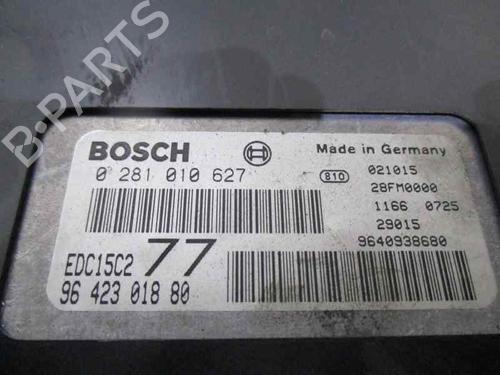 B-PARTS
BOSCH
Made in Germany
0 281 010 627
810
021015
28FM0000
1166 0725
29015
9640938680
EDC15C2 77
96 423 018 80